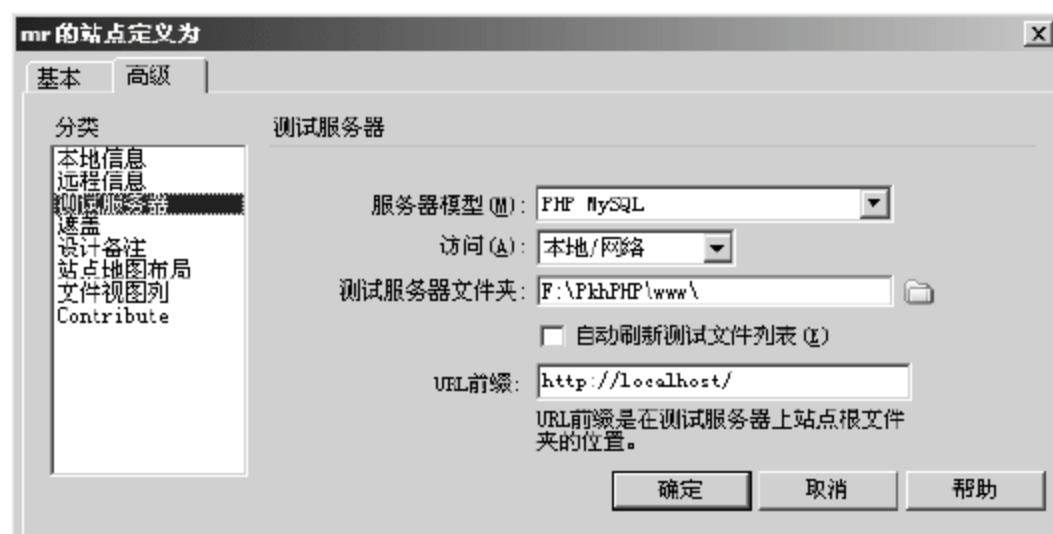 mr的站点定义为
基本 高级
分类
本地信息
远程信息
测试服务器
遮盖
设计备注
站点地图布局
文件视图列
Contribute
测试服务器
服务器模型(M): PHP MySQL
访问(A): 本地/网络
测试服务器文件夹: F:\PkhPHP\www\
自动刷新测试文件列表(E)
URL前缀: http://localhost/
URL前缀是在测试服务器上站点根文件
夹的位置。
确定 取消 帮助